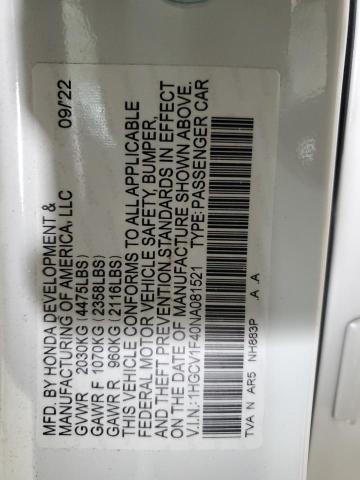 MFD. BY HONDA DEVELOPMENT &
MANUFACTURING OF AMERICA, LLC 09/22
GVWR 2030KG(4475LBS)
GAWR F 1070KG(2358LBS)
GAWR R 960KG(2116LBS)
THIS VEHICLE CONFORMS TO ALL APPLICABLE
FEDERAL MOTOR VEHICLE SAFETY, BUMPER,
AND THEFT PREVENTION STANDARDS IN EFFECT
ON THE DATE OF MANUFACTURE SHOWN ABOVE.
V.I.N.:1HGCV1F40NA081521 TYPE:PASSENGER CAR
TVA N AR5 NH883P .A .A